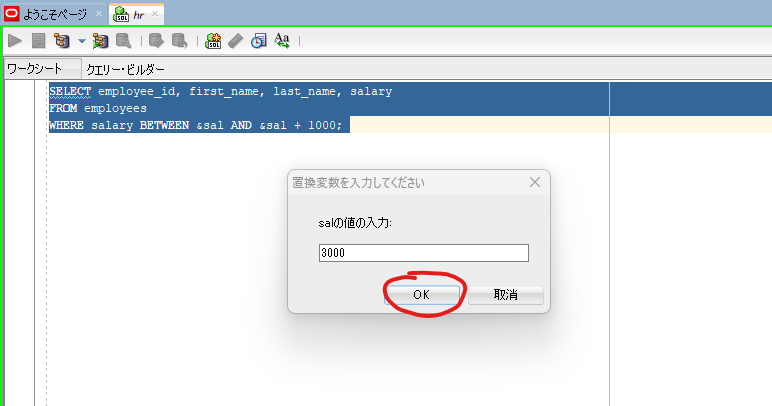 ようこそページ
hr
SQL
Aa
ワークシート
クエリー・ビルダー
SELECT employee_id, first_name, last_name, salary
FROM employees
WHERE salary BETWEEN &sal AND &sal + 1000;
置換変数を入力してください
salの値の入力:
3000
OK
取消